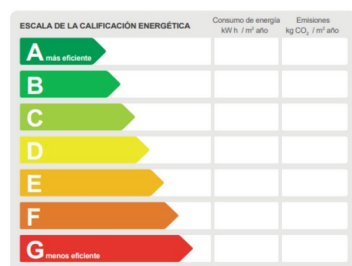 ESCALA DE LA CALIFICACIÓN ENERGÉTICA
Consumo de energía
kW h / m² año
Emisiones
kg CO₂ / m² año
A más eficiente
B
C
D
E
F
G menos eficiente